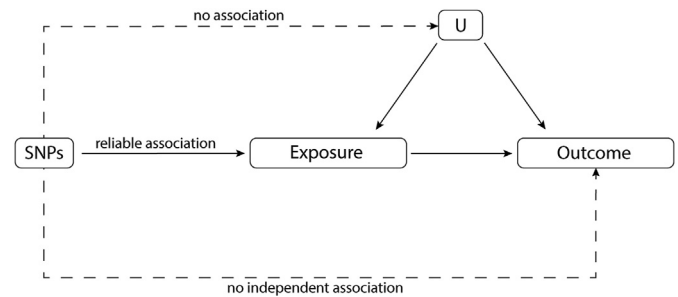 no association
U
SNPs
reliable association
Exposure
Outcome
no independent association